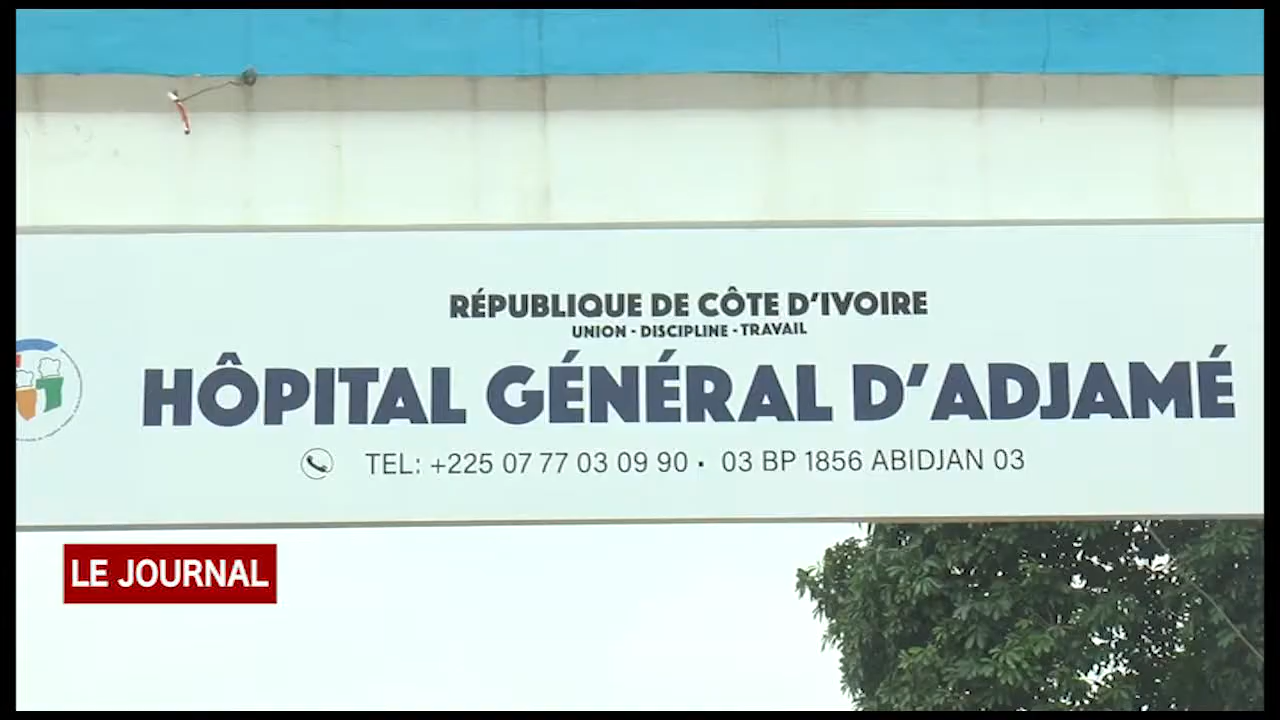 RÉPUBLIQUE DE CÔTE D'IVOIRE
UNION - DISCIPLINE - TRAVAIL
HÔPITAL GÉNÉRAL D'ADJAMÉ
TEL: +225 07 77 03 09 90 · 03 BP 1856 ABIDJAN 03
LE JOURNAL